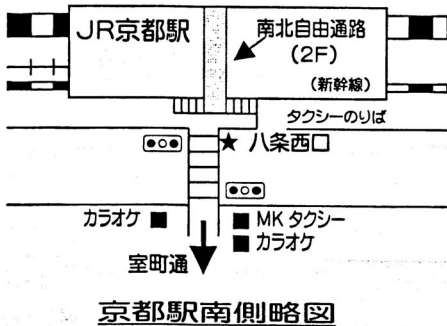 JR京都駅
南北自由通路
(2F)
(新幹線)
タクシーのりば
★八条西口
カラオケ ■
■ MK タクシー
■ カラオケ
室町通
京都駅南側略図